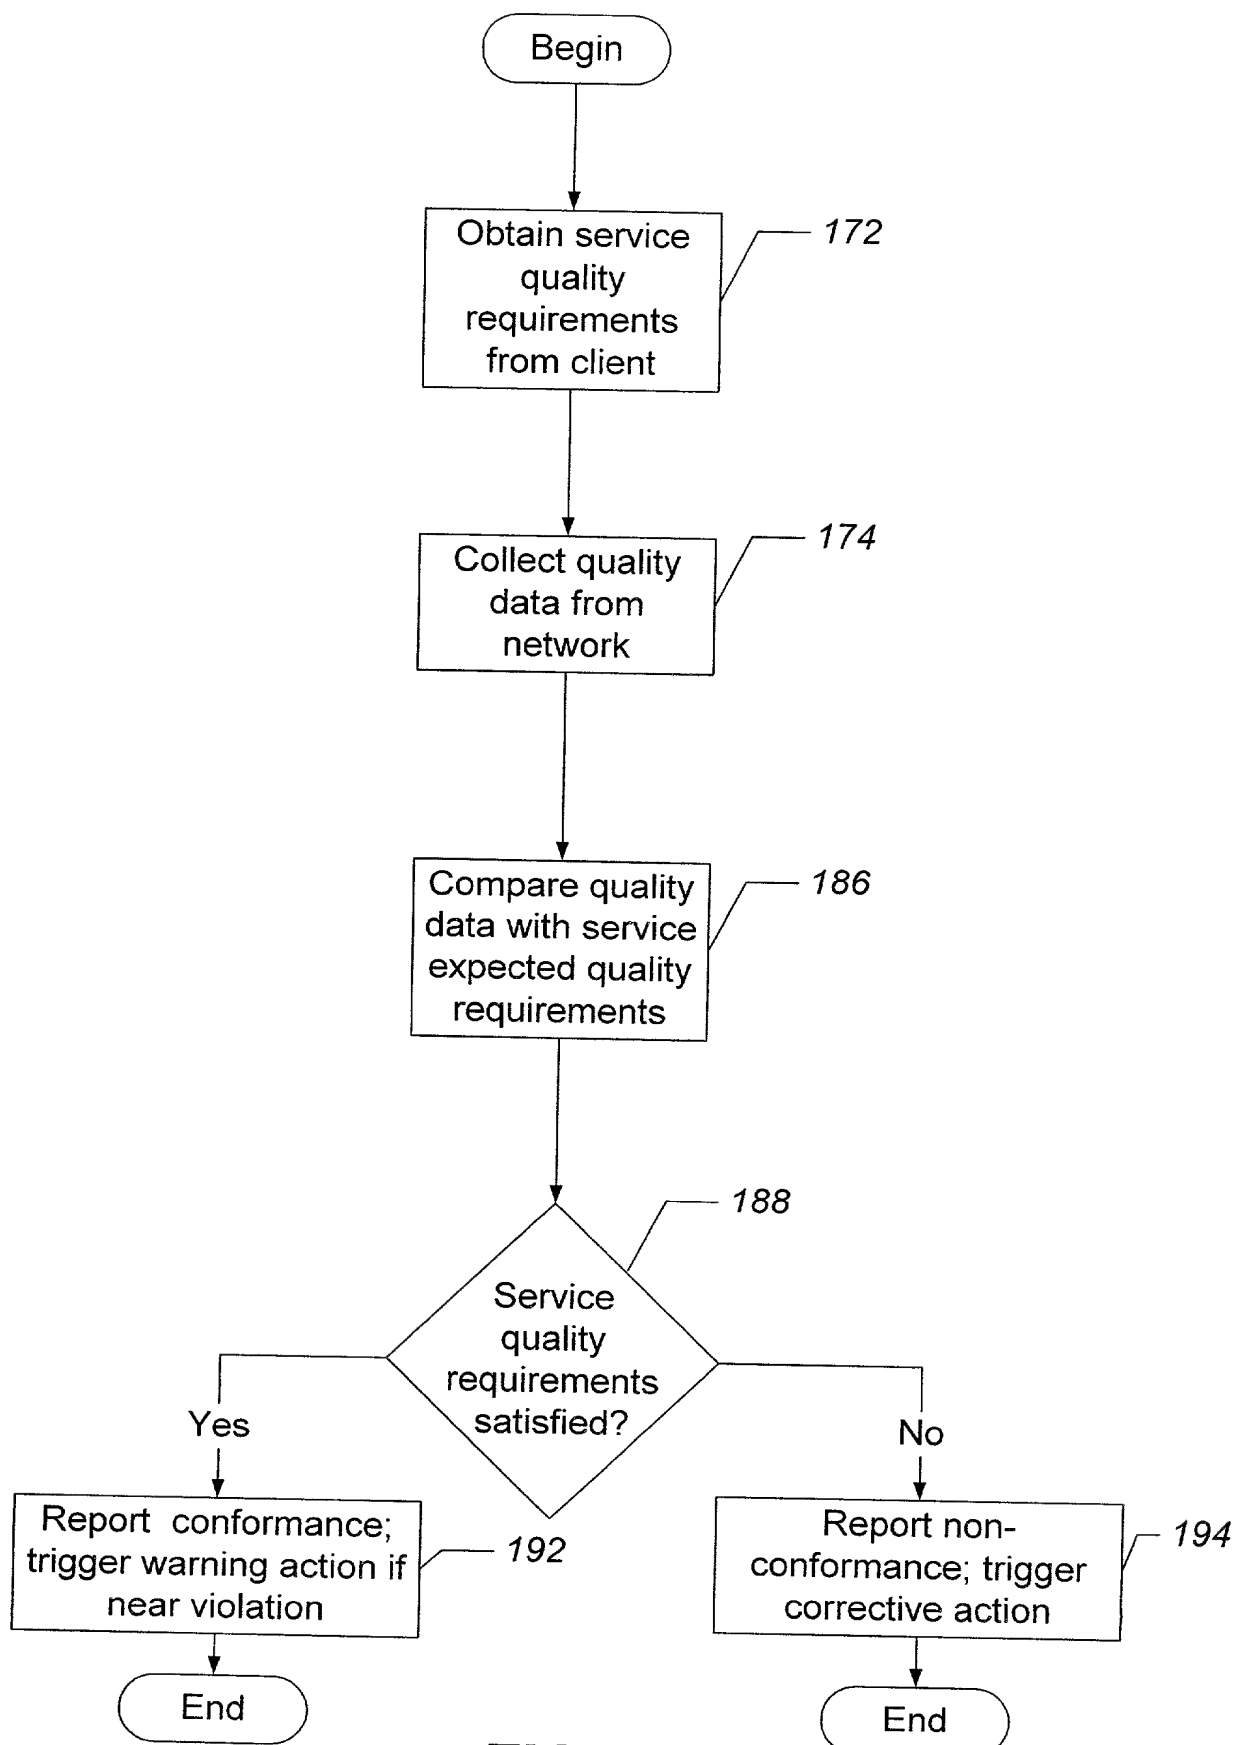 Begin
Obtain service
quality
requirements
from client
172
Collect quality
data from
network
174
Compare quality
data with service
expected quality
requirements
186
188
Service
quality
requirements
satisfied?
Yes
No
Report conformance;
trigger warning action if
near violation
192
Report non-
conformance; trigger
corrective action
194
End
End